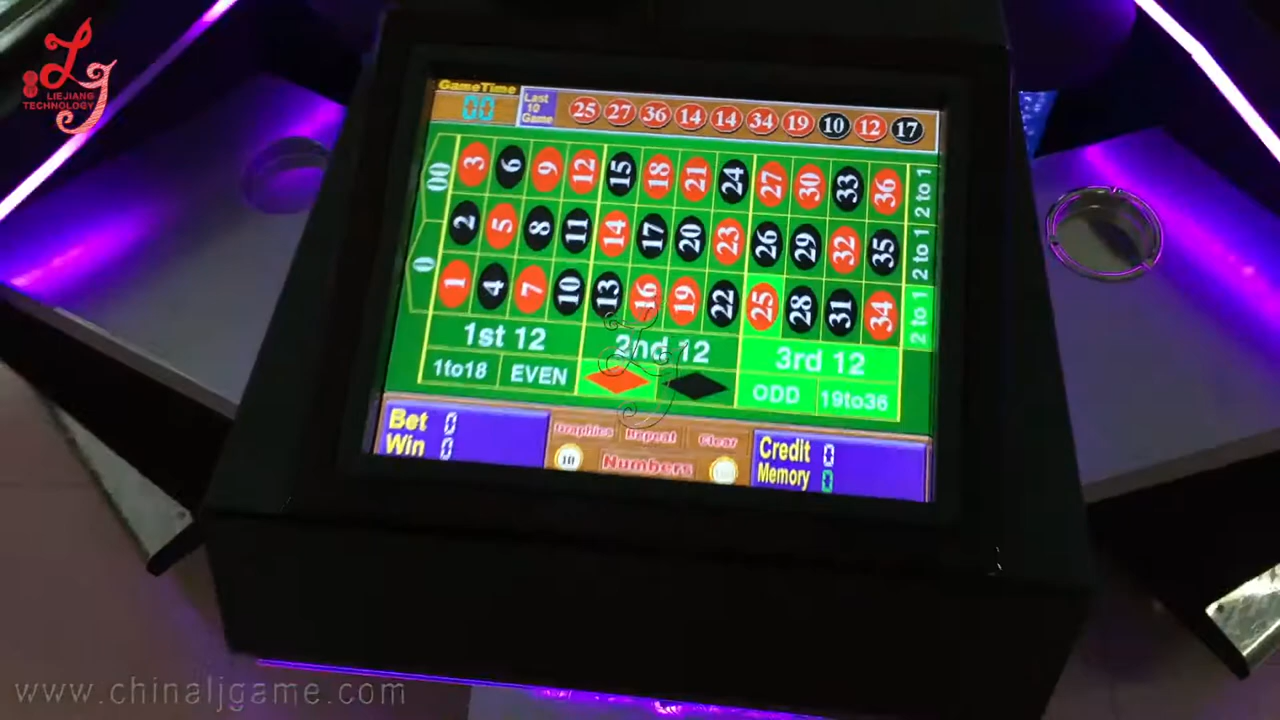 LIEJIANG
TECHNOLOGY
GameTime
00
Last
10
Game
25 27 36 14 14 34 19 10 12 17
00 3 6 9 12 15 18 21 24 27 30 33 36 2 to 1
0 2 5 8 11 14 17 20 23 26 29 32 35 2 to 1
1 4 7 10 13 16 19 22 25 28 31 34 2 to 1
1st 12 2nd 12 3rd 12
1to18 EVEN ODD 19to36
Bet 0
Win 0
Graphics Repeat Clear
10 Numbers
Credit 0
Memory 0
www.chinaljgame.com